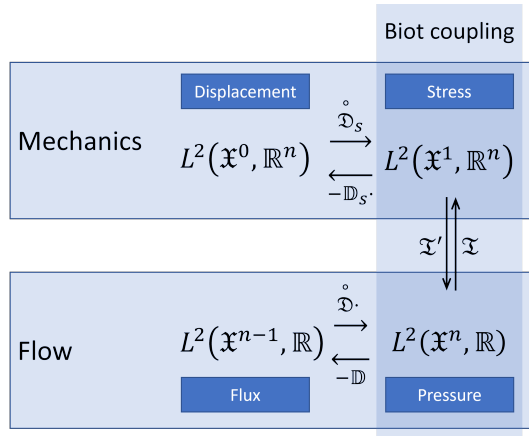 Biot coupling
Displacement
Stress
Mechanics
𝔇̊ₛ
L²(𝔛⁰, ℝⁿ)
L²(𝔛¹, ℝⁿ)
−𝔻ₛ·
𝔗′ 𝔗
𝔇̊·
Flow
L²(𝔛ⁿ⁻¹, ℝ)
L²(𝔛ⁿ, ℝ)
−𝔻
Flux
Pressure